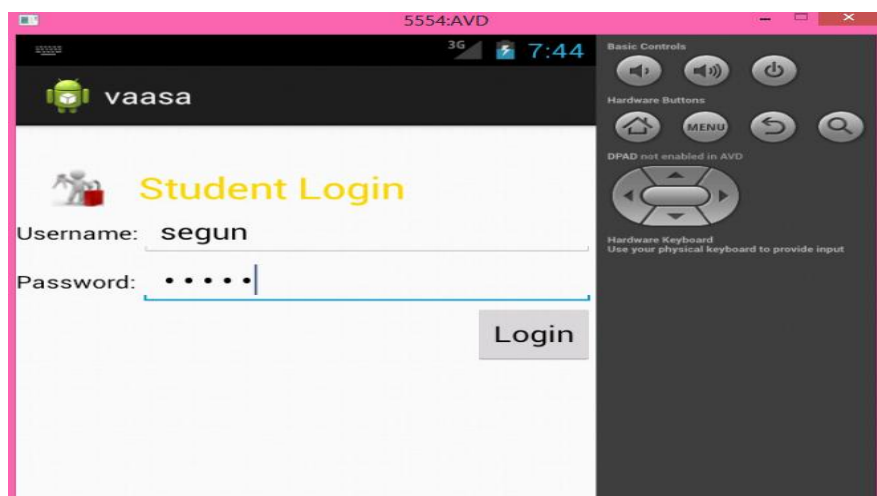 5554:AVD
3G 7:44
vaasa
Student Login
Username: segun
Password: •••••
Login
Basic Controls
Hardware Buttons
MENU
DPAD not enabled in AVD
Hardware Keyboard
Use your physical keyboard to provide input